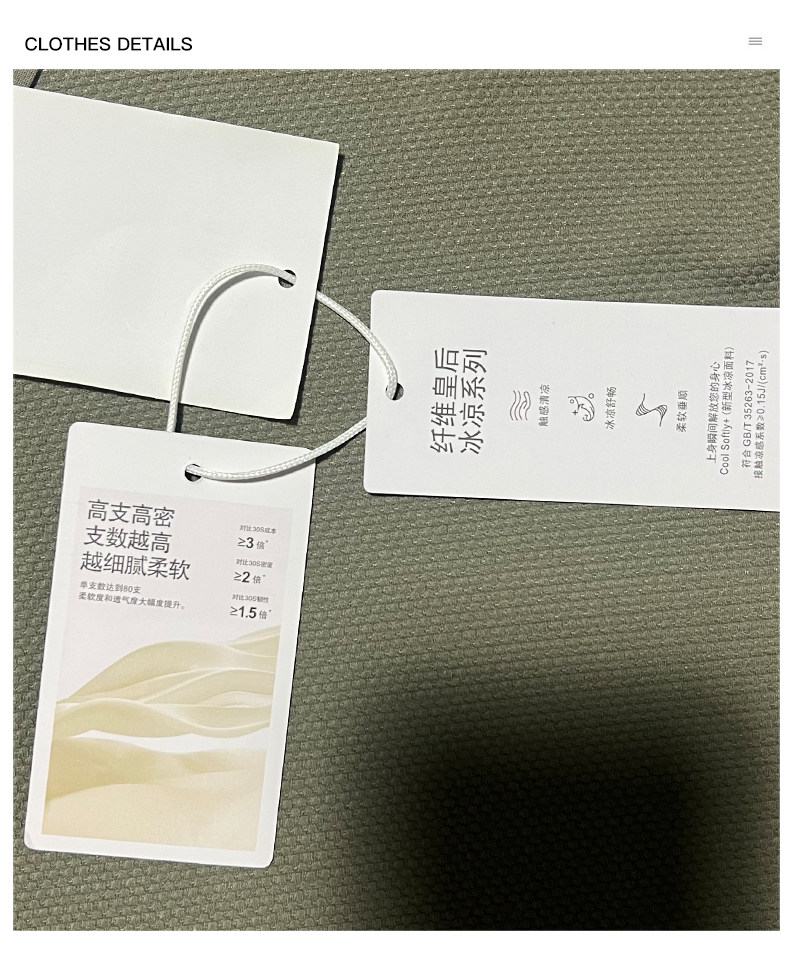 CLOTHES DETAILS
高支高密
支数越高
越细腻柔软
单支数达到80支
柔软度和透气度大幅度提升。
对比30S成本
≥3 倍*
对比30S密度
≥2 倍*
对比30S韧性
≥1.5 倍*
纤维皇后
冰凉系列
触感清凉
冰凉舒畅
柔软垂顺
上身瞬间解放您的身心
Cool Softly+ (新型冰凉面料)
符合 GB/T 35263-2017
接触凉感系数≥0.15J/(cm²·s)